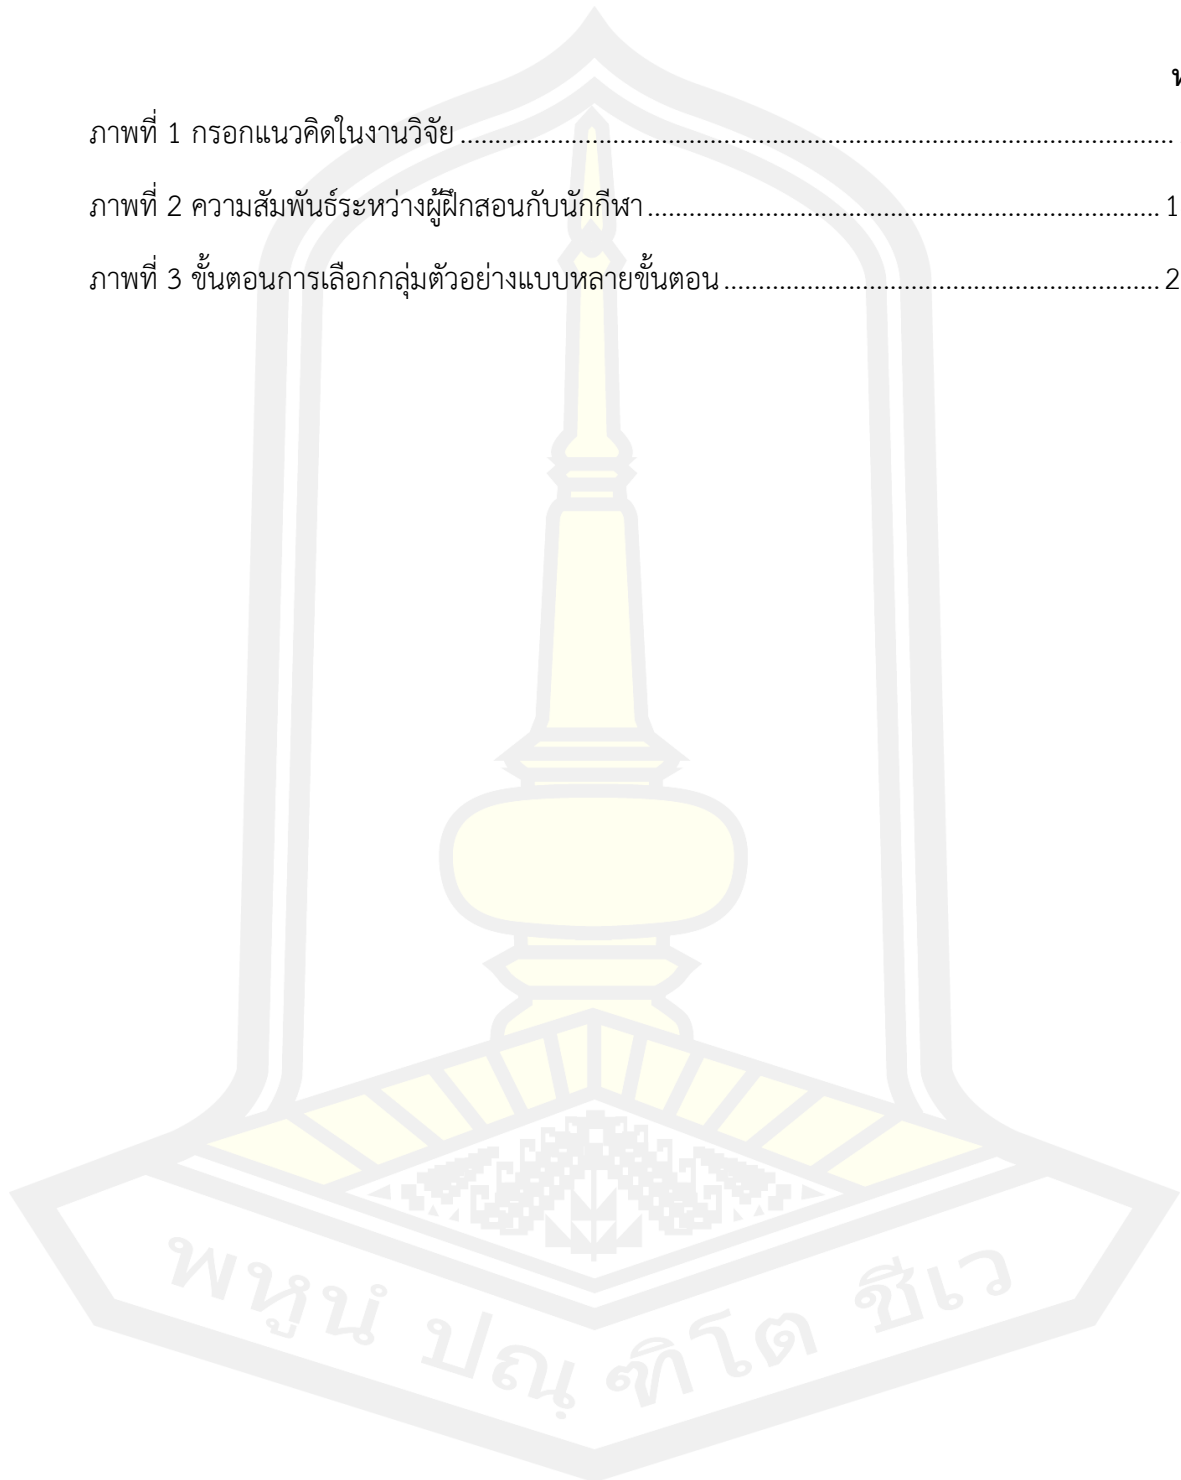 ภาพที่ 1 กรอกแนวคิดในงานวิจัย ........................................................................................................
ภาพที่ 2 ความสัมพันธ์ระหว่างผู้ฝึกสอนกับนักกีฬา ........................................................................... 1
ภาพที่ 3 ขั้นตอนการเลือกกลุ่มตัวอย่างแบบหลายขั้นตอน ............................................................... 2
พหูนํ ปณฺฑิโต ชีเว